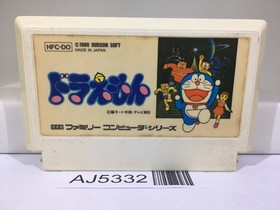 HFC-DO
©1986 HUDSON SOFT
MADE IN JAPAN
ドラえもん
ファミリー コンピュータ・シリーズ
AJ5332